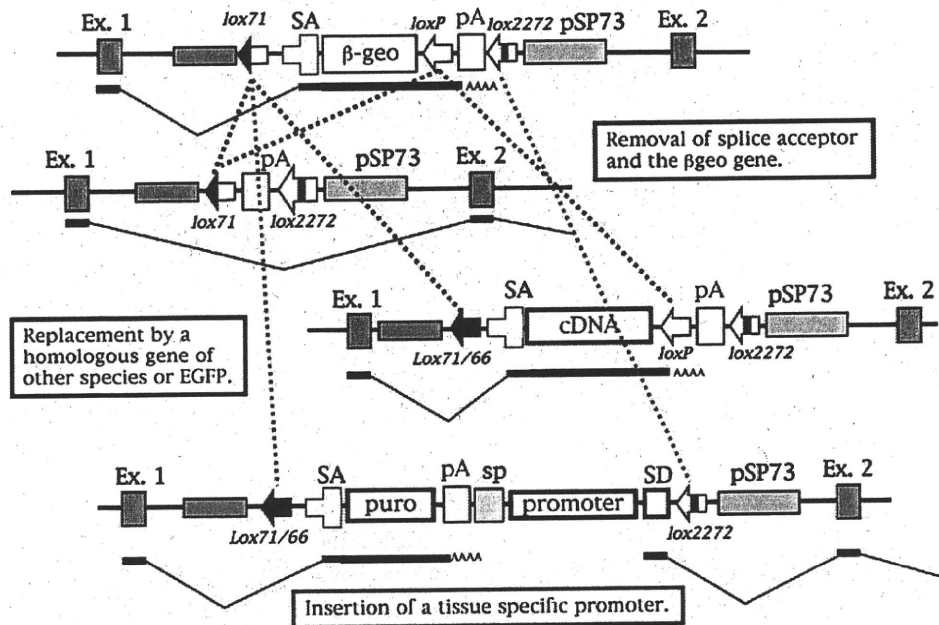 Ex. 1 lox71 SA β-geo loxP pA lox2272 pSP73 Ex. 2
^^^^
Removal of splice acceptor
and the βgeo gene.
Ex. 1 lox71 pA lox2272 pSP73 Ex. 2
Replacement by a
homologous gene of
other species or EGFP.
Ex. 1 Lox71/66 SA cDNA loxP pA lox2272 pSP73 Ex. 2
^^^^
Ex. 1 Lox71/66 SA puro pA sp promoter SD lox2272 pSP73 Ex. 2
^^^^
Insertion of a tissue specific promoter.